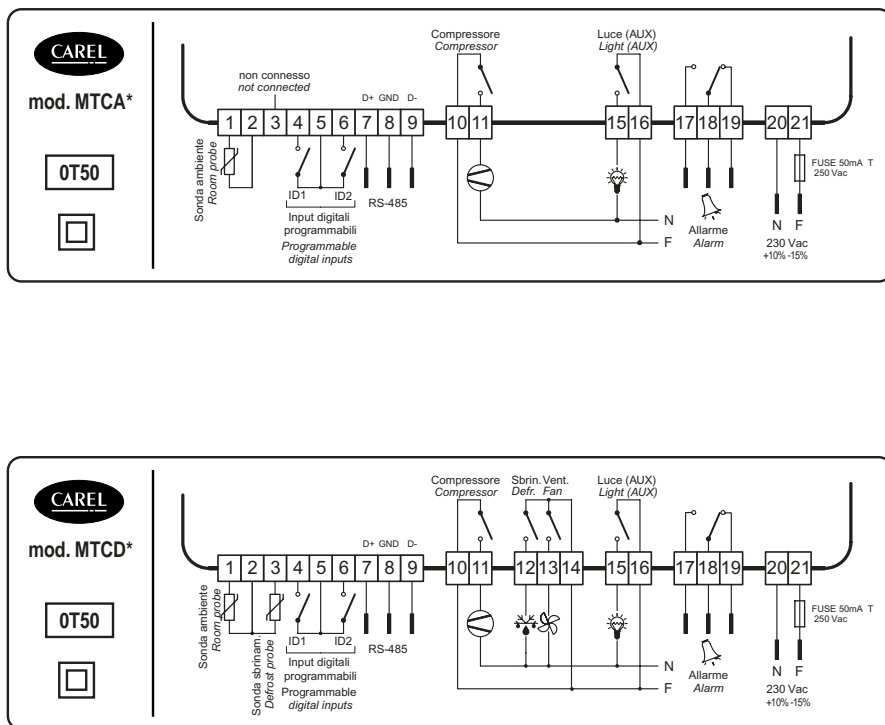 CAREL
mod. MTCA*
0T50
non connesso
not connected
D+ GND D-
Compressore
Compressor
Luce (AUX)
Light (AUX)
1 2 3 4 5 6 7 8 9 10 11 15 16 17 18 19 20 21
Sonda ambiente
Room probe
ID1 ID2
RS-485
Input digitali
programmabili
Programmable
digital inputs
N
F
Allarme
Alarm
FUSE 50mA T
250 Vac
N F
230 Vac
+10% -15%
CAREL
mod. MTCD*
0T50
D+ GND D-
Compressore
Compressor
Sbrin. Vent.
Defr. Fan
Luce (AUX)
Light (AUX)
1 2 3 4 5 6 7 8 9 10 11 12 13 14 15 16 17 18 19 20 21
Sonda ambiente
Room probe
Sonda sbrinam.
Defrost probe
ID1 ID2
RS-485
Input digitali
programmabili
Programmable
digital inputs
N
F
Allarme
Alarm
FUSE 50mA T
250 Vac
N F
230 Vac
+10% -15%